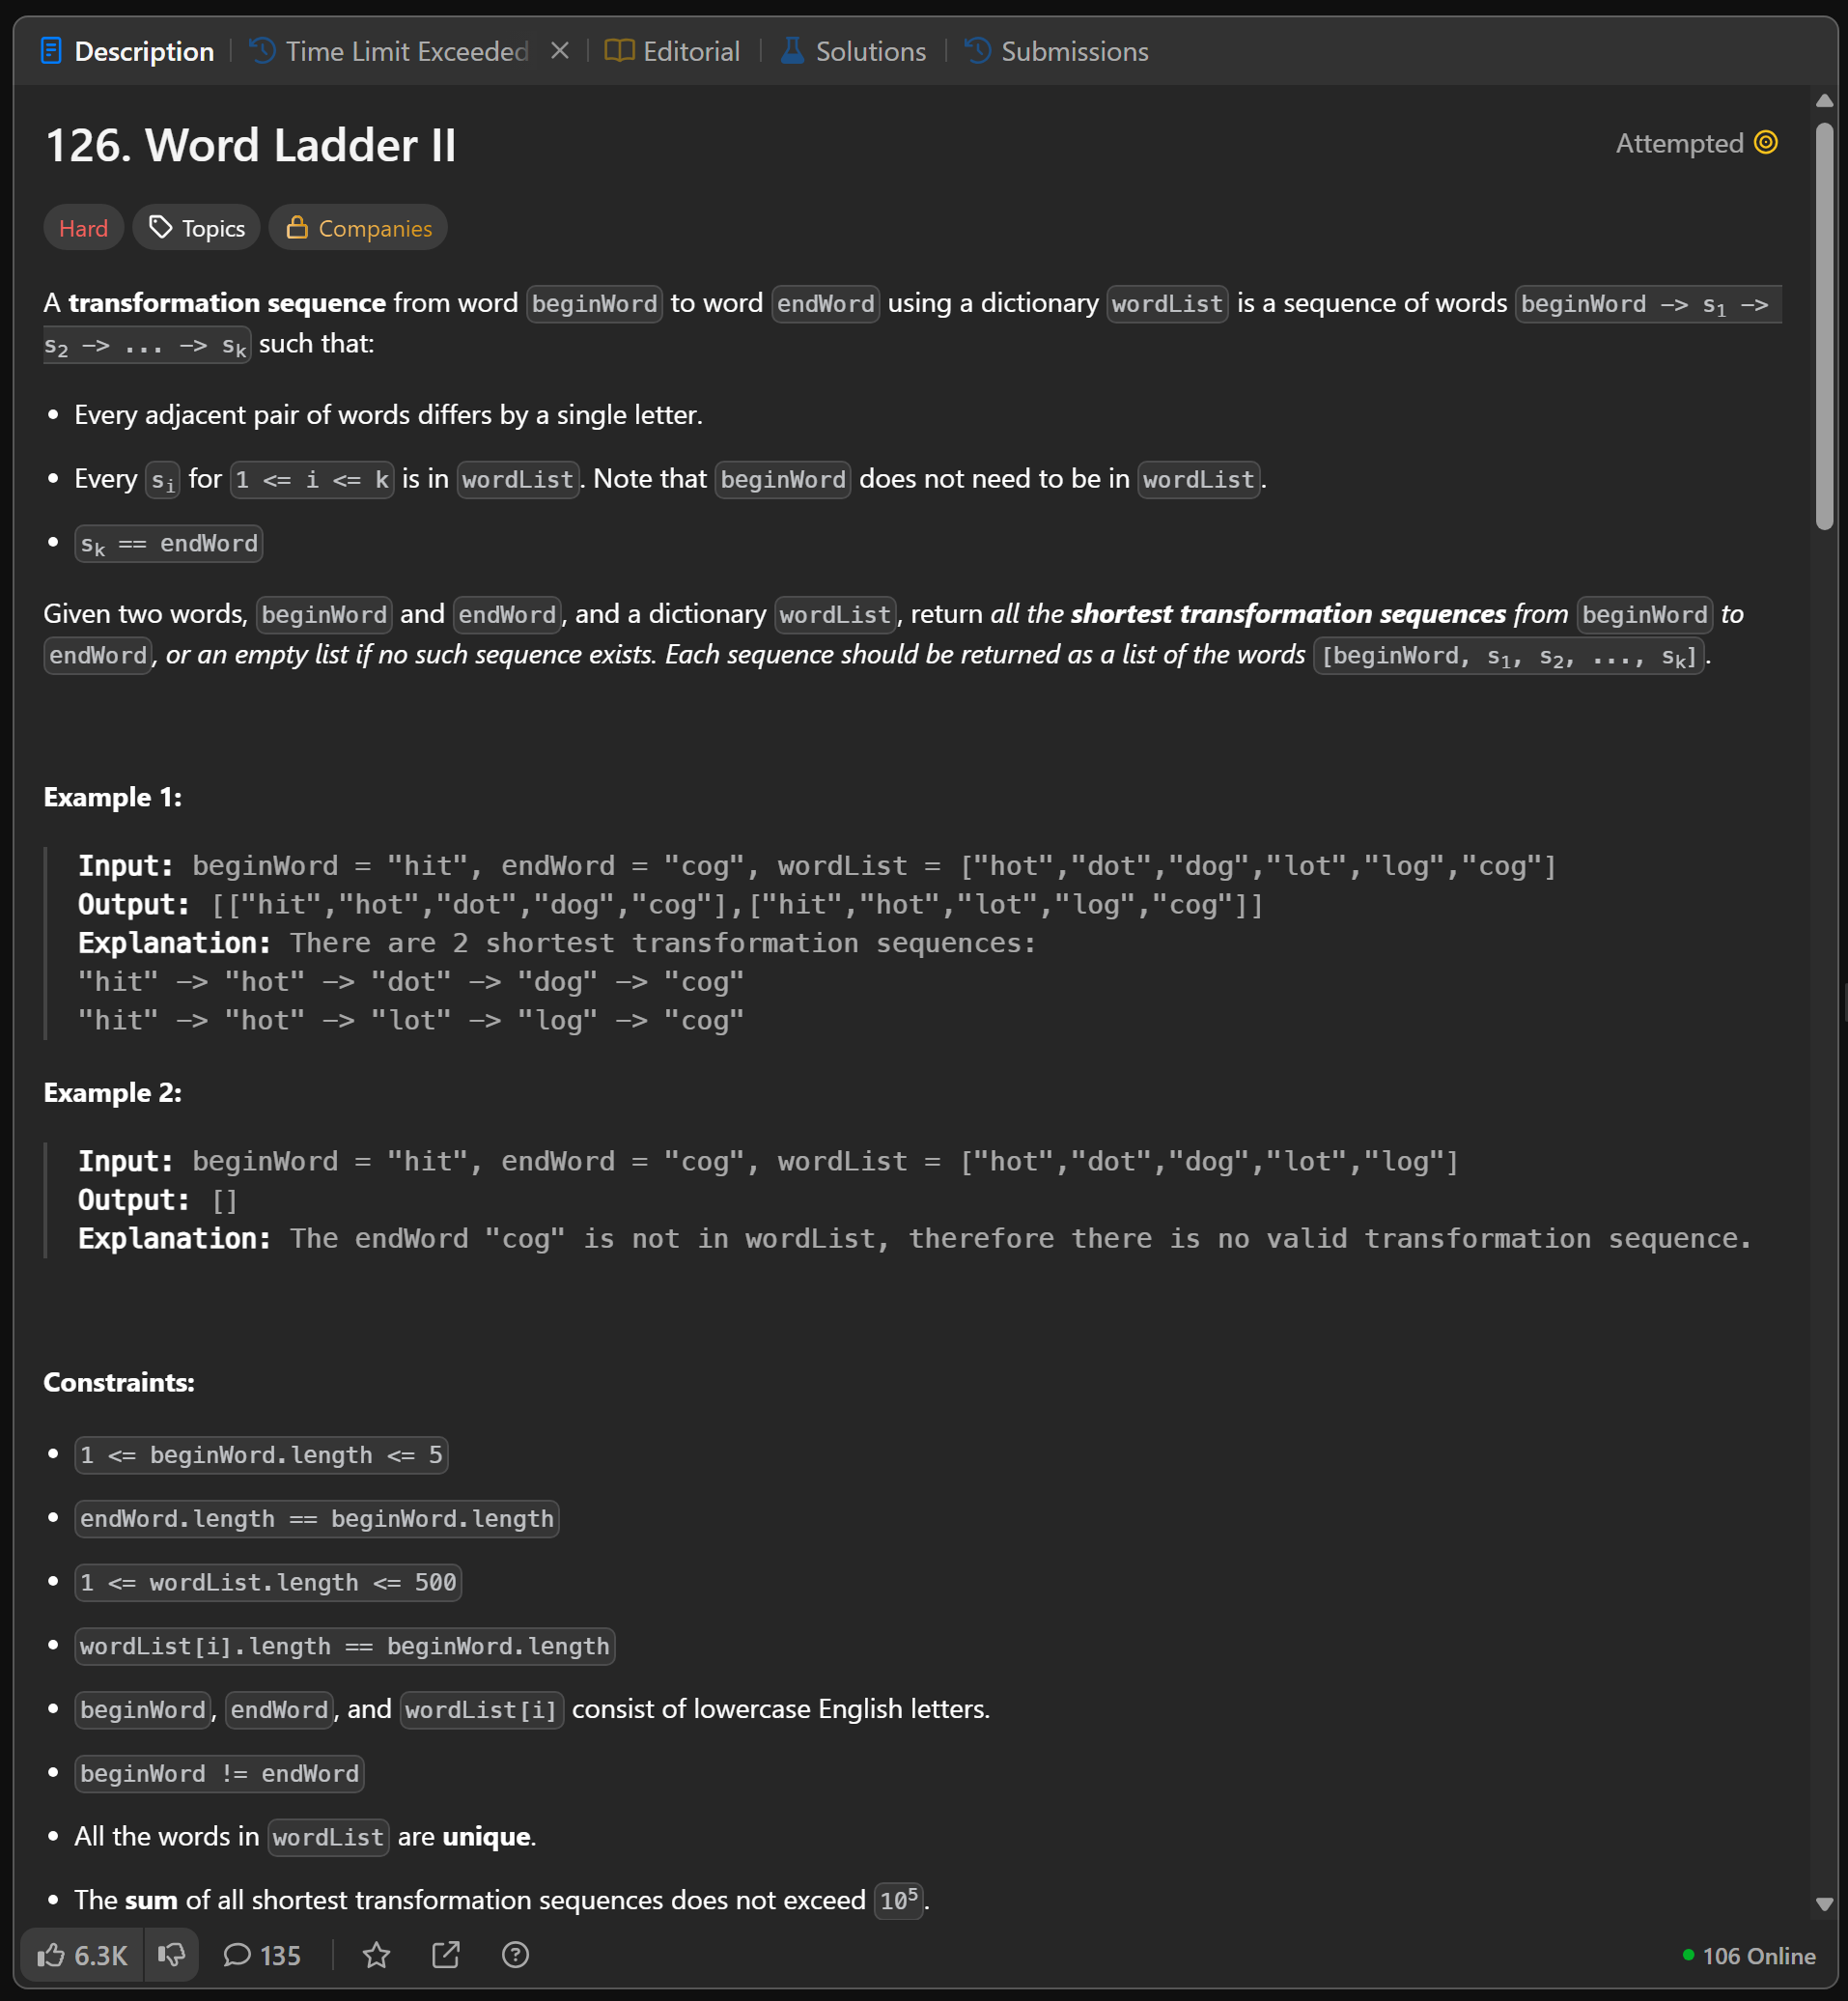 Description | Time Limit Exceeded × | Editorial | Solutions | Submissions
126. Word Ladder II
Attempted
Hard Topics Companies
A transformation sequence from word beginWord to word endWord using a dictionary wordList is a sequence of words beginWord -> s₁ ->
s₂ -> ... -> sₖ such that:
• Every adjacent pair of words differs by a single letter.
• Every sᵢ for 1 <= i <= k is in wordList. Note that beginWord does not need to be in wordList.
• sₖ == endWord
Given two words, beginWord and endWord, and a dictionary wordList, return all the shortest transformation sequences from beginWord to
endWord, or an empty list if no such sequence exists. Each sequence should be returned as a list of the words [beginWord, s₁, s₂, ..., sₖ].
Example 1:
Input: beginWord = "hit", endWord = "cog", wordList = ["hot","dot","dog","lot","log","cog"]
Output: [["hit","hot","dot","dog","cog"],["hit","hot","lot","log","cog"]]
Explanation: There are 2 shortest transformation sequences:
"hit" -> "hot" -> "dot" -> "dog" -> "cog"
"hit" -> "hot" -> "lot" -> "log" -> "cog"
Example 2:
Input: beginWord = "hit", endWord = "cog", wordList = ["hot","dot","dog","lot","log"]
Output: []
Explanation: The endWord "cog" is not in wordList, therefore there is no valid transformation sequence.
Constraints:
• 1 <= beginWord.length <= 5
• endWord.length == beginWord.length
• 1 <= wordList.length <= 500
• wordList[i].length == beginWord.length
• beginWord, endWord, and wordList[i] consist of lowercase English letters.
• beginWord != endWord
• All the words in wordList are unique.
• The sum of all shortest transformation sequences does not exceed 10⁵.
6.3K 135 106 Online